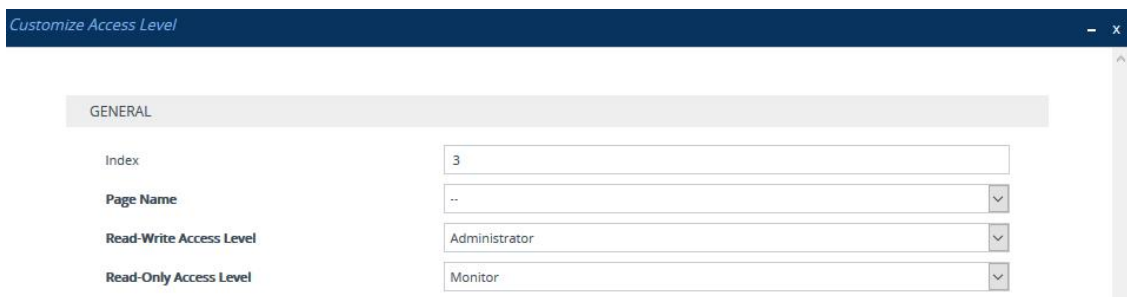 Customize Access Level
– x
GENERAL
Index 3
Page Name --
Read-Write Access Level Administrator
Read-Only Access Level Monitor